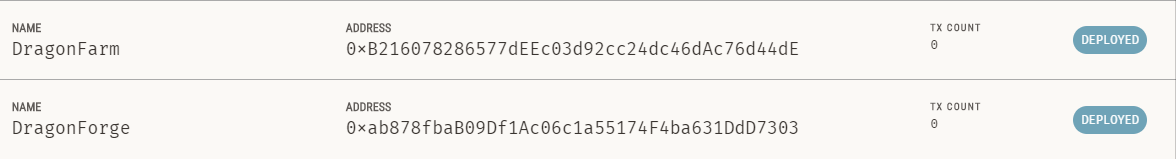 NAME
DragonFarm
ADDRESS
0×B216078286577dEEc03d92cc24dc46dAc76d44dE
TX COUNT
0
DEPLOYED
NAME
DragonForge
ADDRESS
0×ab878fbaB09Df1Ac06c1a55174F4ba631DdD7303
TX COUNT
0
DEPLOYED